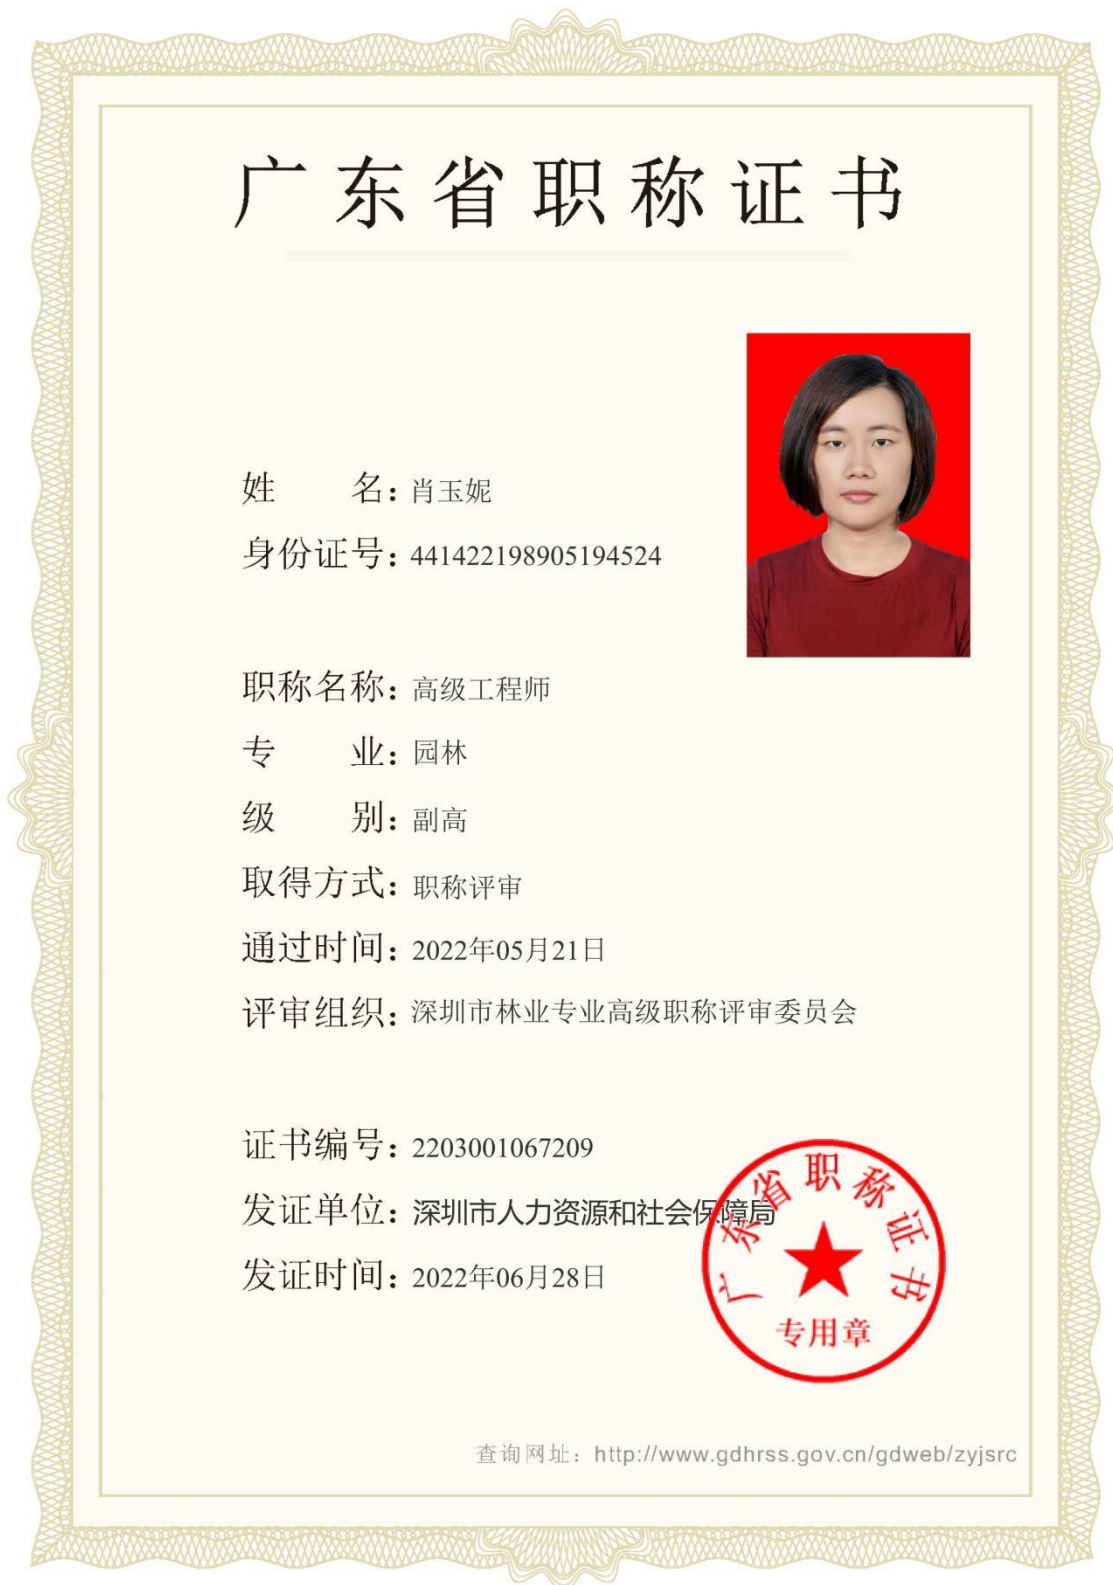 广东省职称证书
姓名：肖玉妮
身份证号：441422198905194524
职称名称：高级工程师
专业：园林
级别：副高
取得方式：职称评审
通过时间：2022年05月21日
评审组织：深圳市林业专业高级职称评审委员会
证书编号：2203001067209
发证单位：深圳市人力资源和社会保障局
发证时间：2022年06月28日
广东省职称证书
专用章
查询网址：http://www.gdhrss.gov.cn/gdweb/zyjsrc